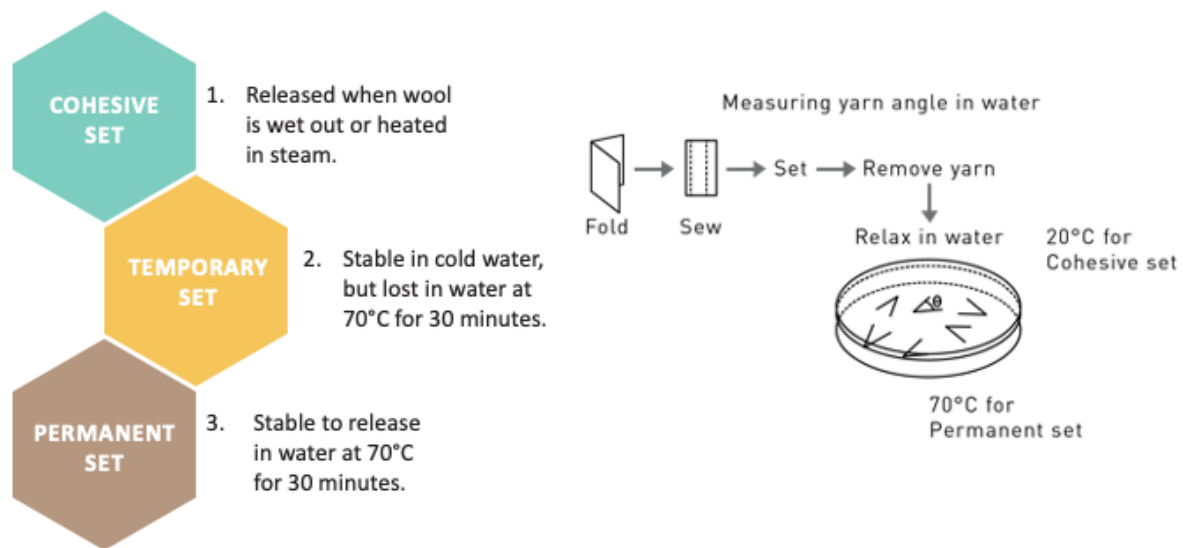 COHESIVE
SET
1. Released when wool
is wet out or heated
in steam.
TEMPORARY
SET
2. Stable in cold water,
but lost in water at
70°C for 30 minutes.
PERMANENT
SET
3. Stable to release
in water at 70°C
for 30 minutes.
Measuring yarn angle in water
Fold
Sew
Set
Remove yarn
Relax in water
20°C for
Cohesive set
θ
70°C for
Permanent set